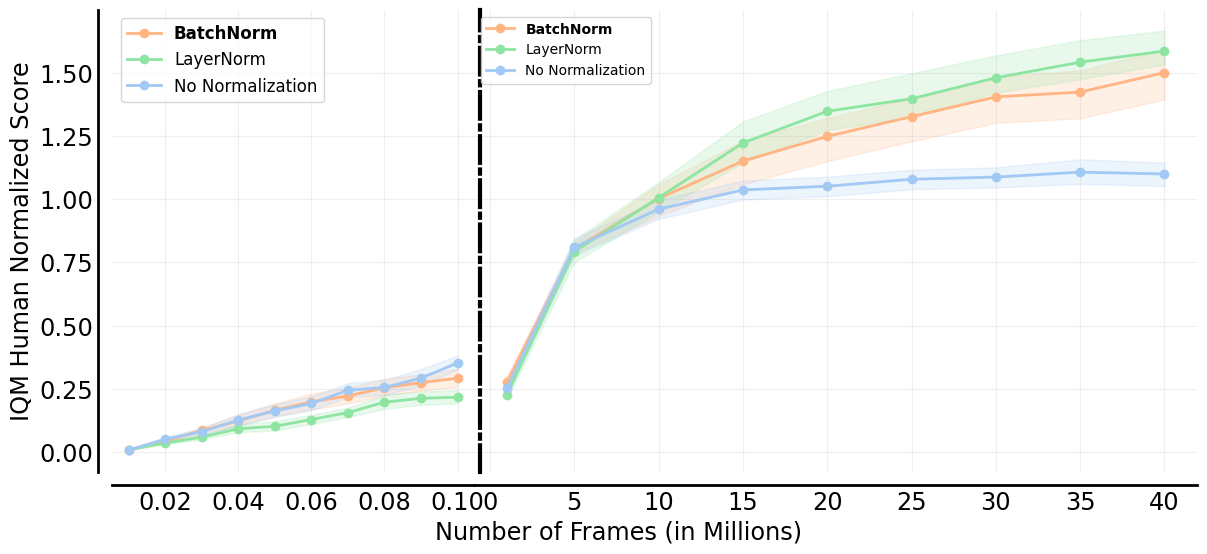 BatchNorm
LayerNorm
No Normalization
BatchNorm
LayerNorm
No Normalization
IQM Human Normalized Score
1.50
1.25
1.00
0.75
0.50
0.25
0.00
0.02 0.04 0.06 0.08 0.10 0 5 10 15 20 25 30 35 40
Number of Frames (in Millions)